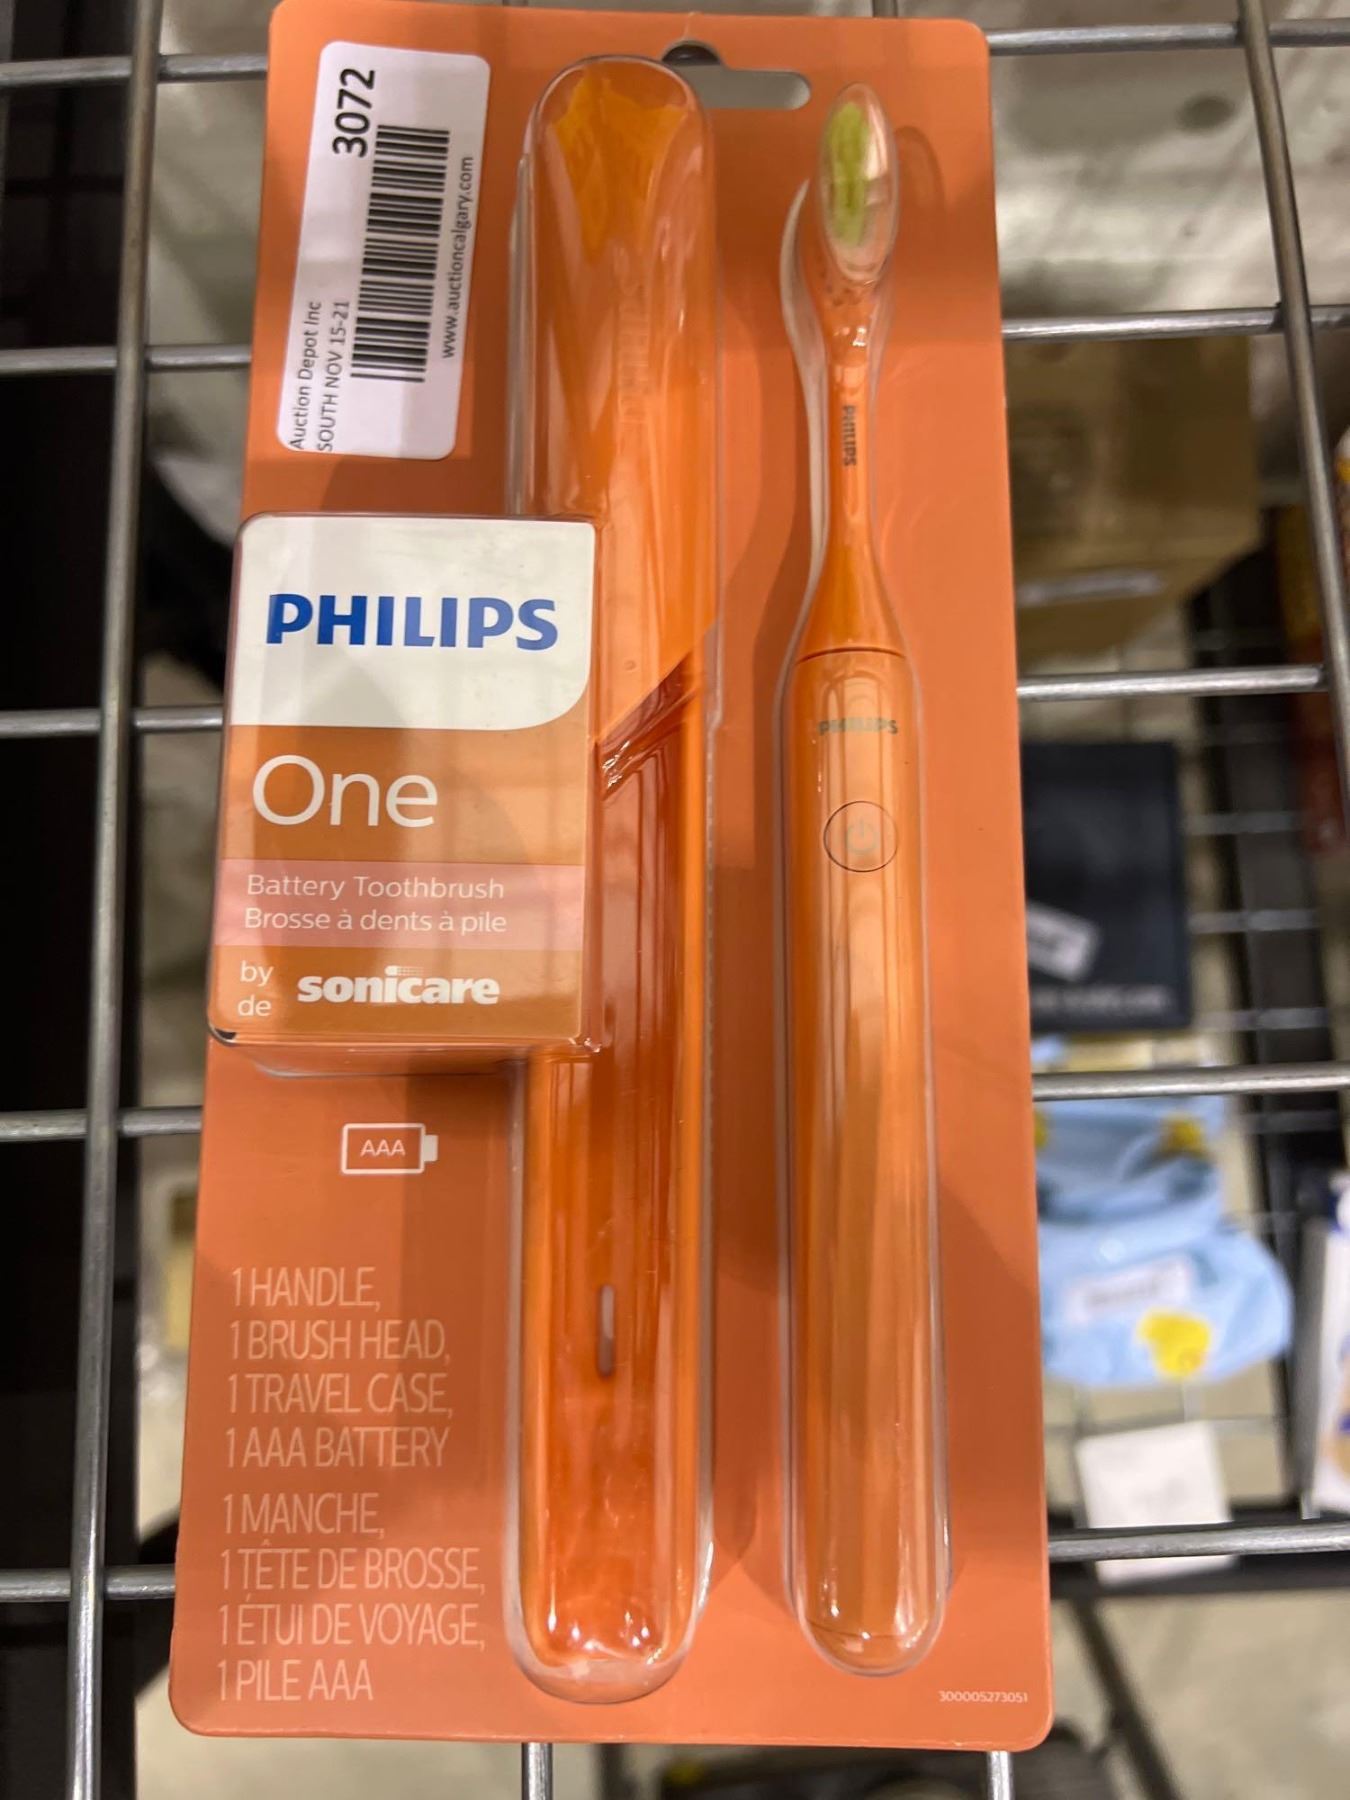 3072
Auction Depot Inc
SOUTH NOV 15-21
www.auctioncalgary.com
PHILIPS
One
Battery Toothbrush
Brosse à dents à pile
by
de
sonicare
PHILIPS
PHILIPS
AAA
1 HANDLE,
1 BRUSH HEAD,
1 TRAVEL CASE,
1 AAA BATTERY
1 MANCHE,
1 TÊTE DE BROSSE,
1 ÉTUI DE VOYAGE,
1 PILE AAA
300005273051